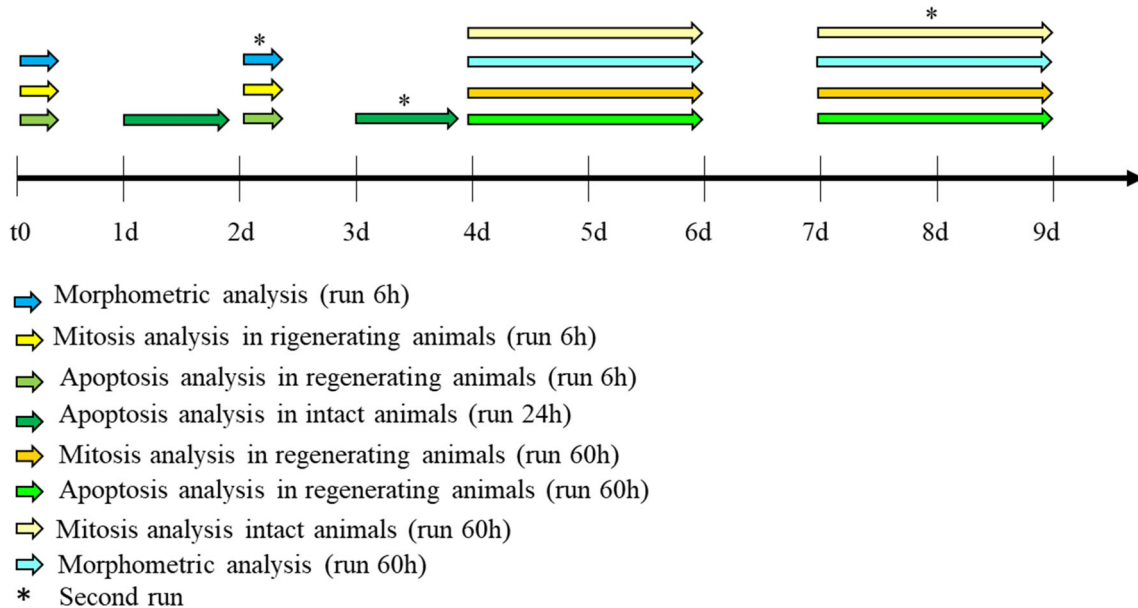 *
*
*
t0 1d 2d 3d 4d 5d 6d 7d 8d 9d
Morphometric analysis (run 6h)
Mitosis analysis in rigenerating animals (run 6h)
Apoptosis analysis in regenerating animals (run 6h)
Apoptosis analysis in intact animals (run 24h)
Mitosis analysis in regenerating animals (run 60h)
Apoptosis analysis in regenerating animals (run 60h)
Mitosis analysis intact animals (run 60h)
Morphometric analysis (run 60h)
* Second run